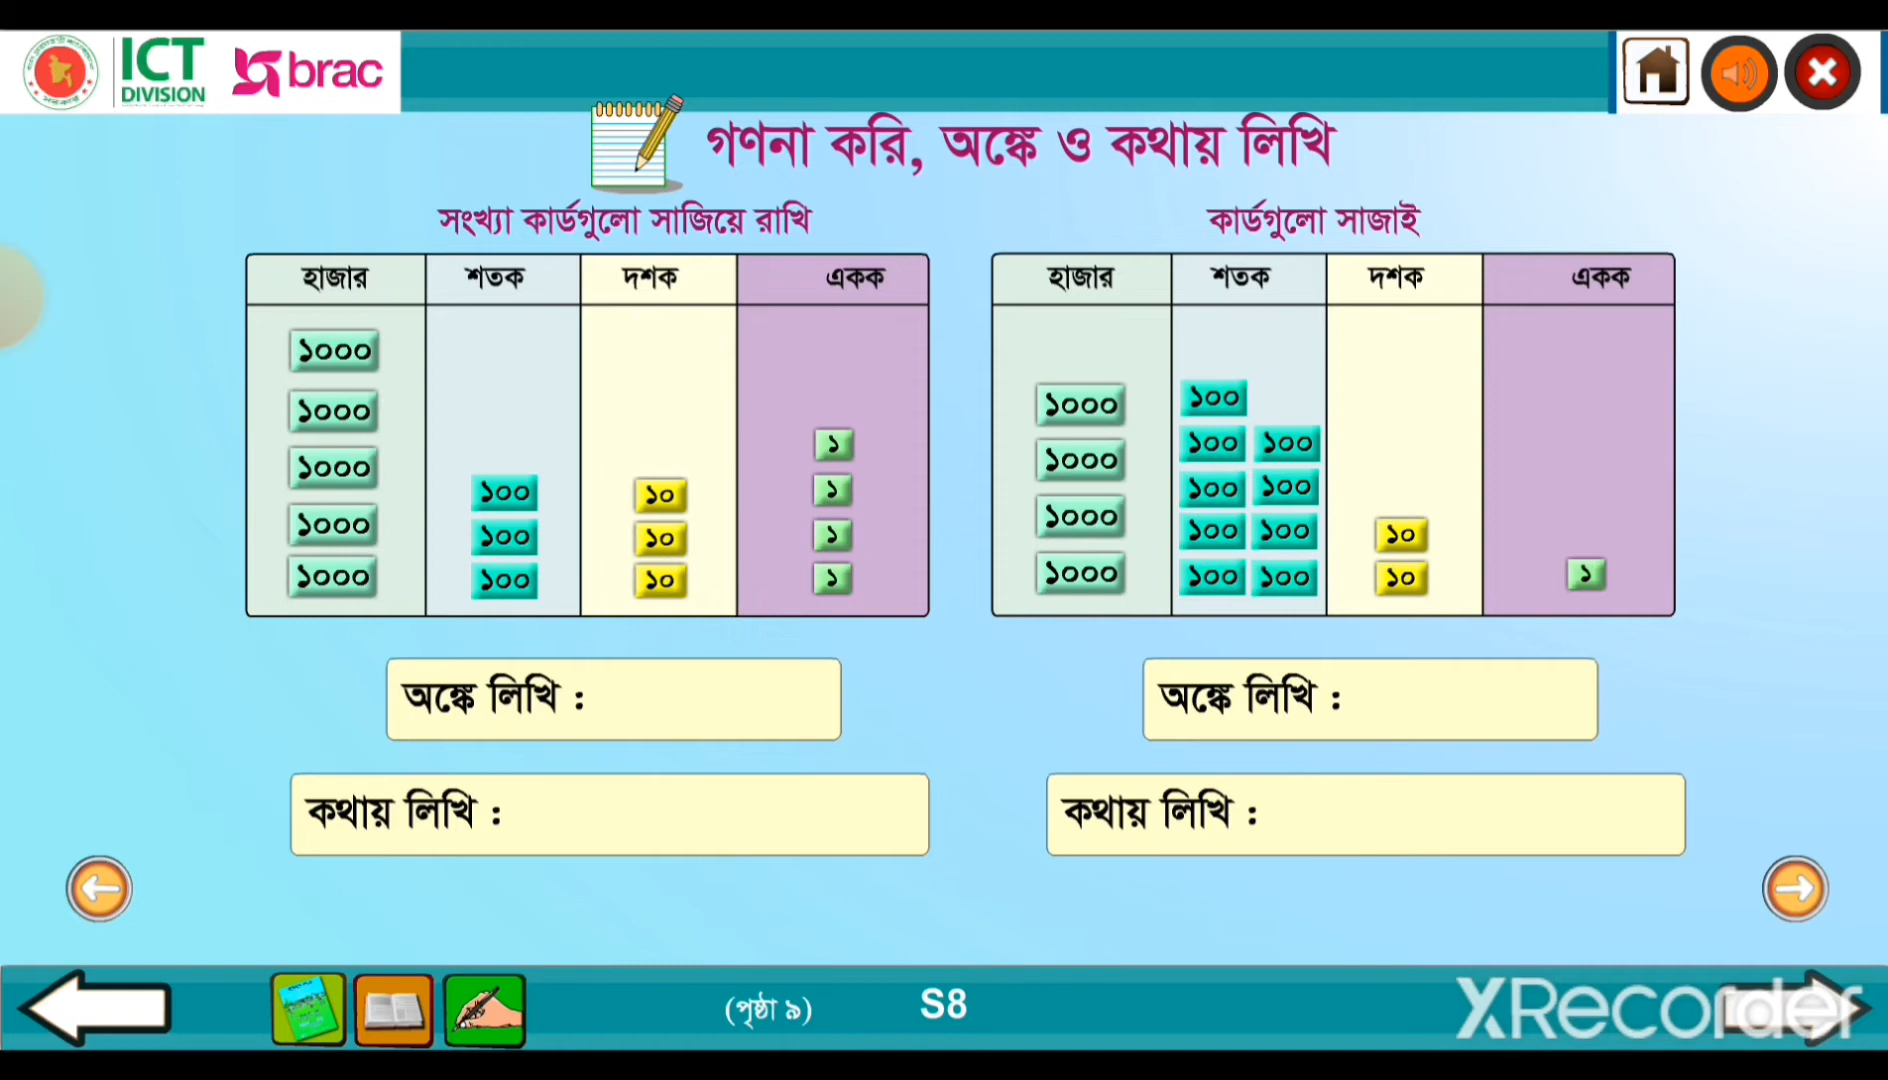 ICT
DIVISION
brac
গণনা করি, অঙ্কে ও কথায় লিখি
সংখ্যা কার্ডগুলো সাজিয়ে রাখি
হাজার শতক দশক একক
১০০০
১০০০
১
১০০০ ১০০ ১০ ১
১০০০ ১০০ ১০ ১
১০০০ ১০০ ১০ ১
অঙ্কে লিখি :
কথায় লিখি :
কার্ডগুলো সাজাই
হাজার শতক দশক একক
১০০০ ১০০
১০০০ ১০০ ১০০
১০০ ১০০
১০০০ ১০০ ১০০ ১০
১০০০ ১০০ ১০০ ১০ ১
অঙ্কে লিখি :
কথায় লিখি :
(পৃষ্ঠা ৯) S8
XRecorder